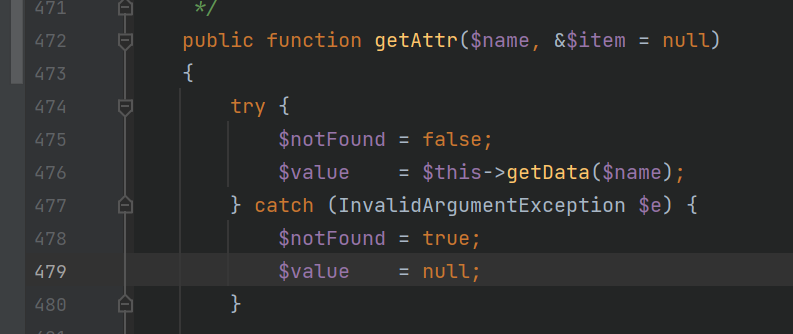 471 */
472 public function getAttr($name, &$item = null)
473 {
474 try {
475 $notFound = false;
476 $value = $this->getData($name);
477 } catch (InvalidArgumentException $e) {
478 $notFound = true;
479 $value = null;
480 }